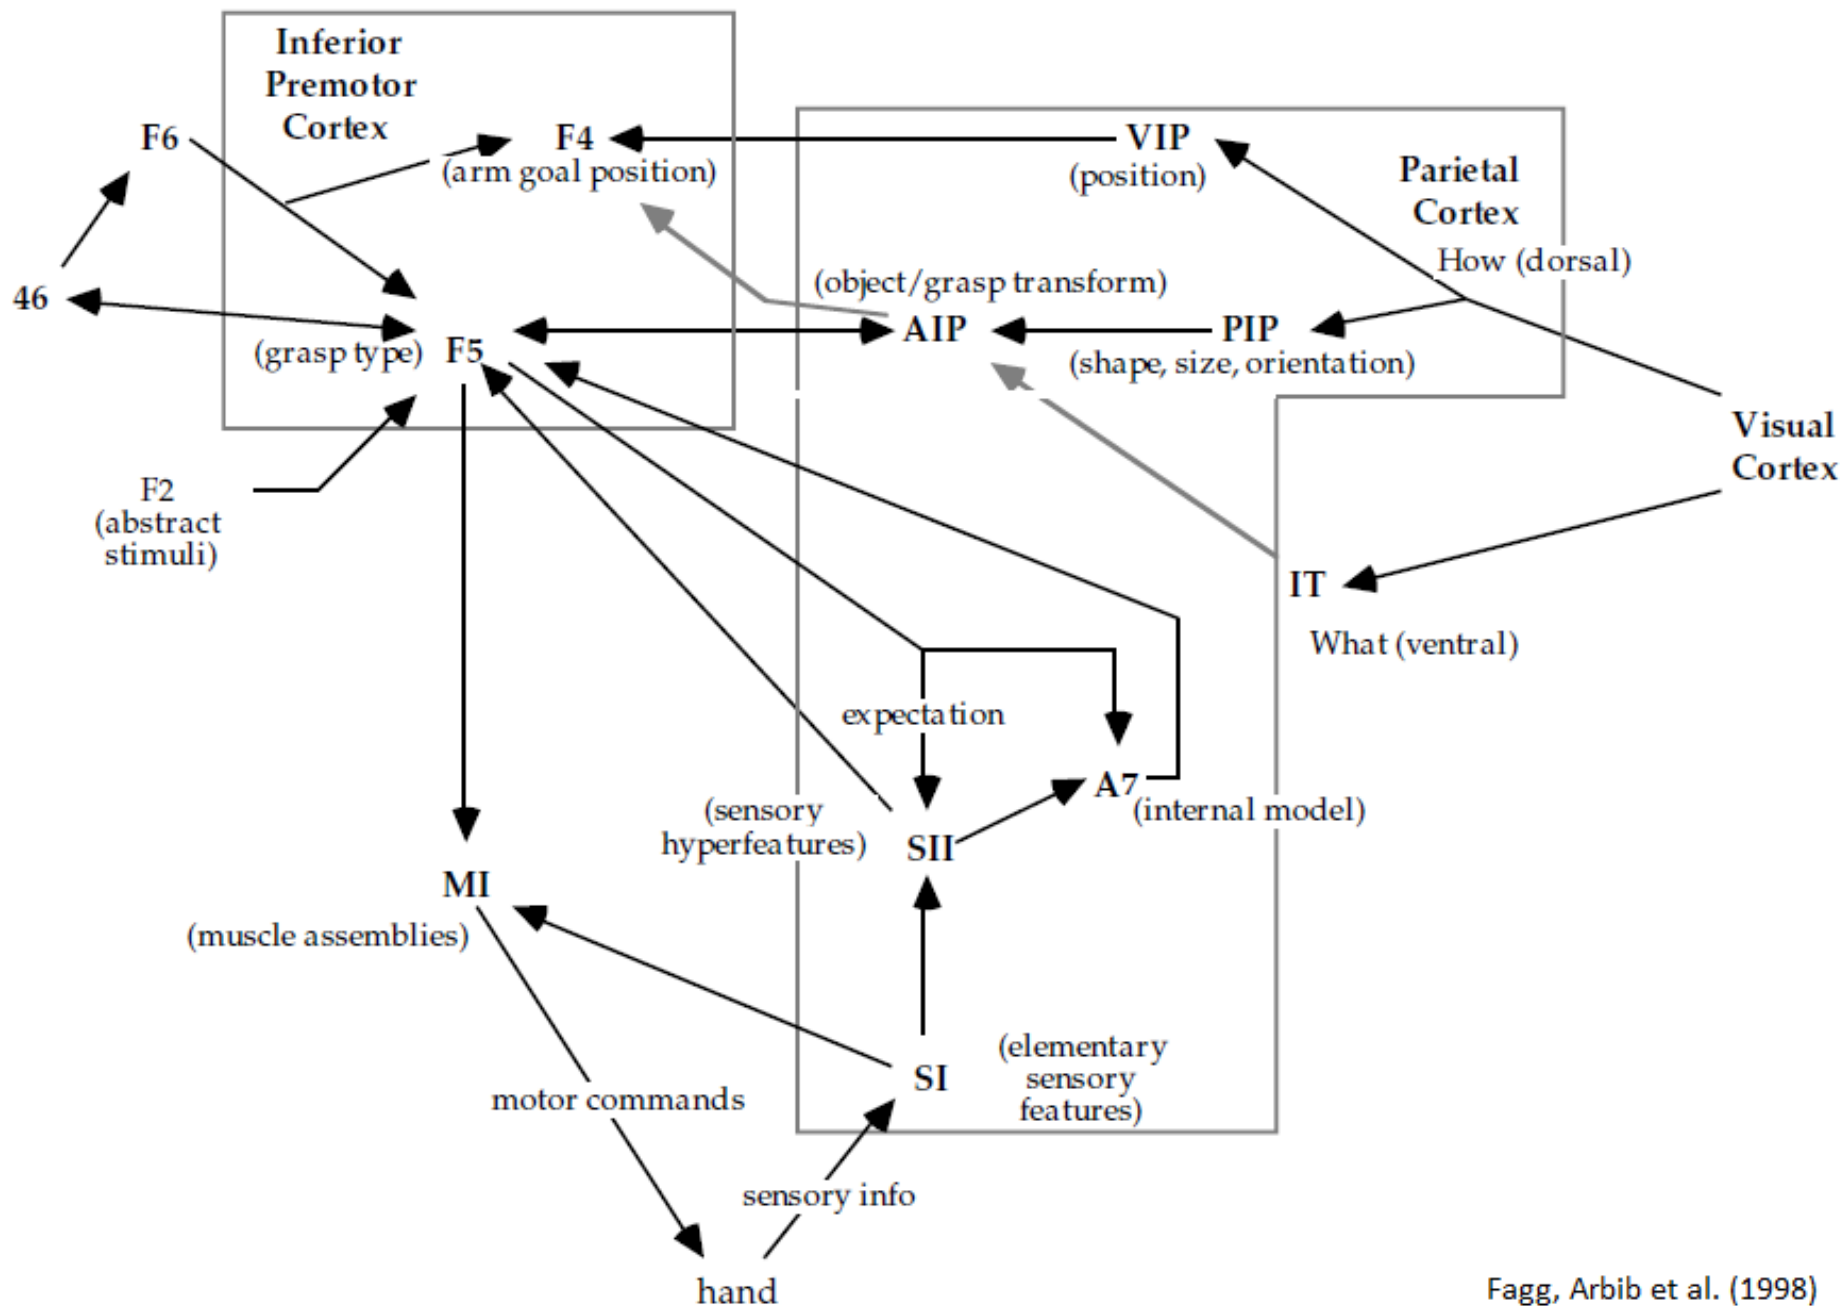 Inferior
Premotor
Cortex
F6
F4
(arm goal position)
VIP
(position)
Parietal
Cortex
How (dorsal)
46
(object/grasp transform)
AIP
PIP
(shape, size, orientation)
(grasp type)
F5
Visual
Cortex
F2
(abstract
stimuli)
IT
What (ventral)
expectation
A7
(internal model)
(sensory
hyperfeatures)
SII
MI
(muscle assemblies)
SI
(elementary
sensory
features)
motor commands
sensory info
hand
Fagg, Arbib et al. (1998)